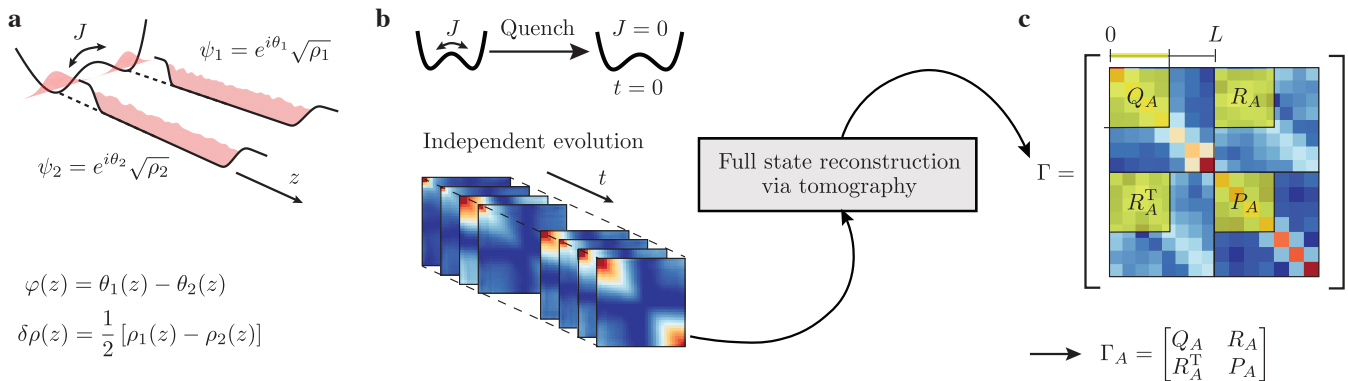 a
J
ψ₁ = e^{iθ₁}√ρ₁
ψ₂ = e^{iθ₂}√ρ₂
z
φ(z) = θ₁(z) − θ₂(z)
δρ(z) = 1/2 [ρ₁(z) − ρ₂(z)]
b
J
Quench
J = 0
t = 0
Independent evolution
t
Full state reconstruction
via tomography
c
0
L
Γ =
Q_A
R_A
R_A^T
P_A
Γ_A = [Q_A R_A
R_A^T P_A]